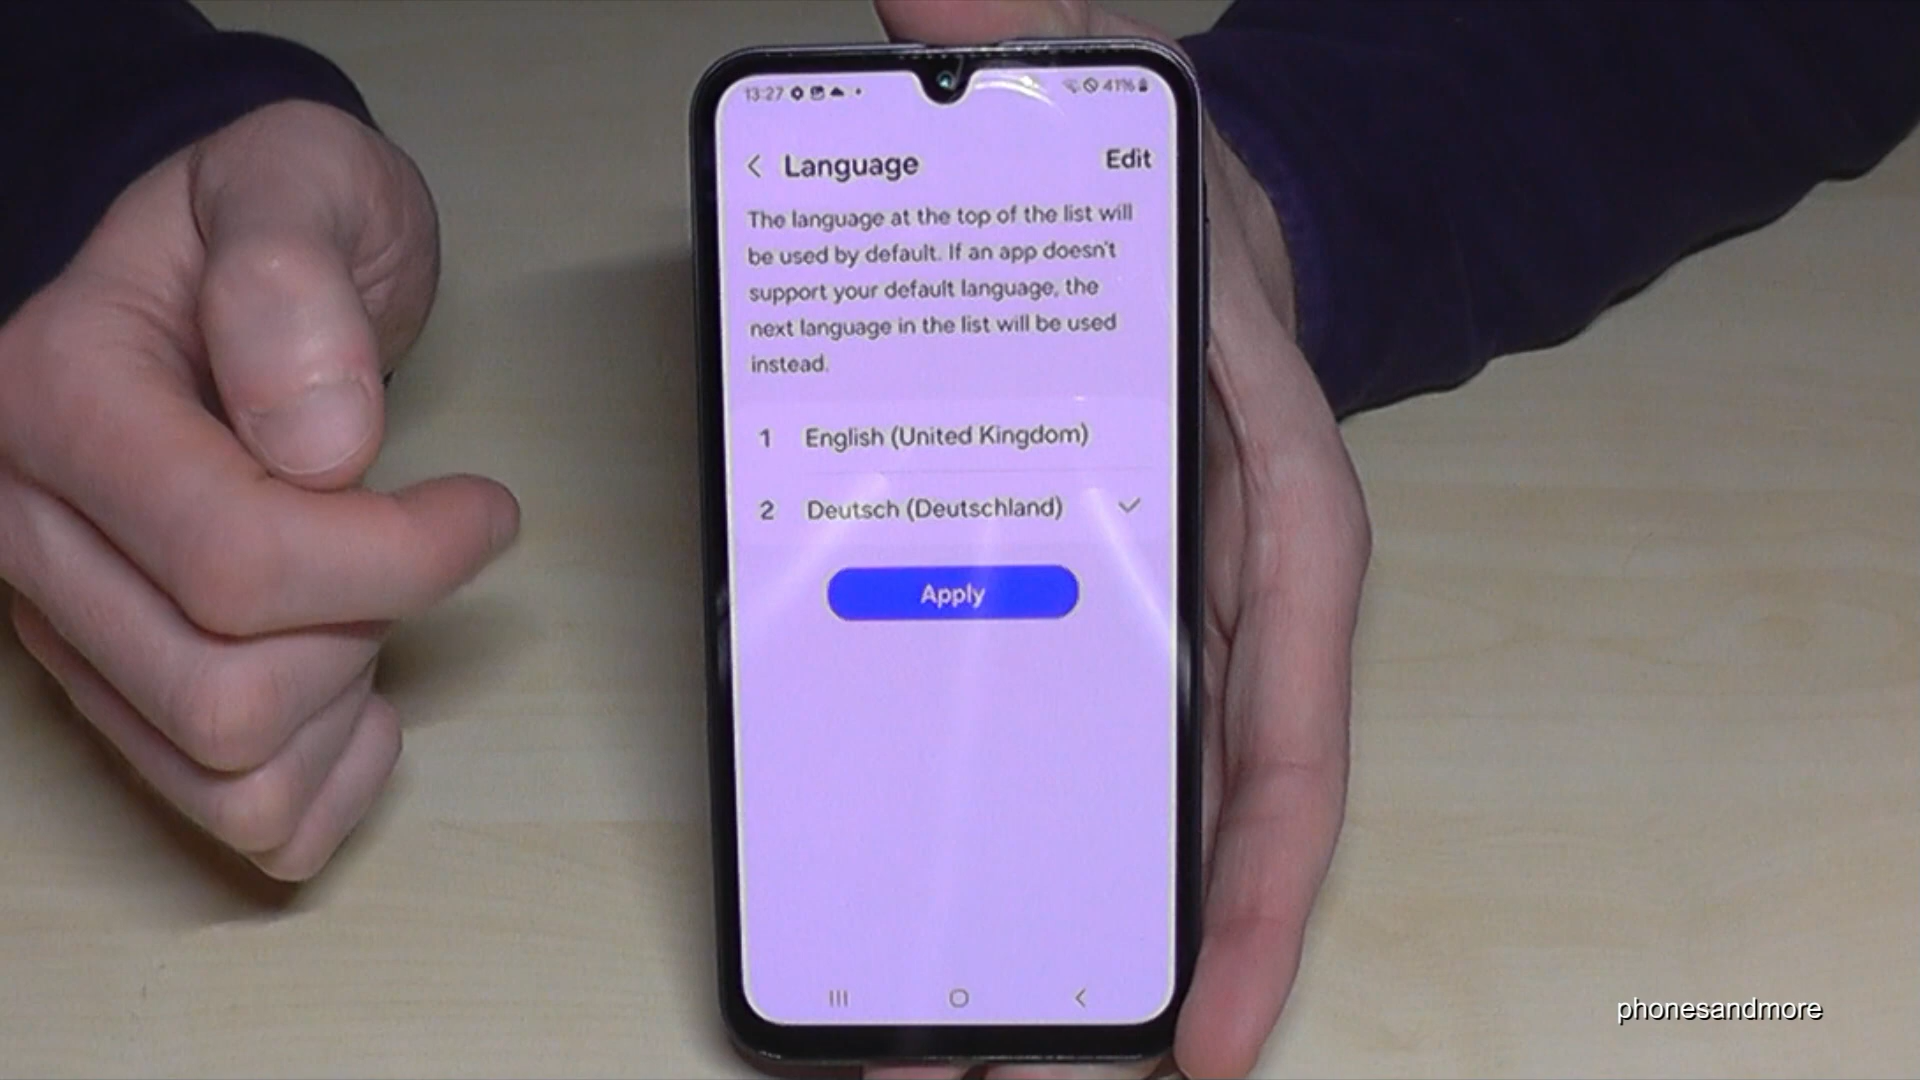 13:27 41%
Language Edit
The language at the top of the list will
be used by default. If an app doesn't
support your default language, the
next language in the list will be used
instead.
1 English (United Kingdom)
2 Deutsch (Deutschland)
Apply
phonesandmore